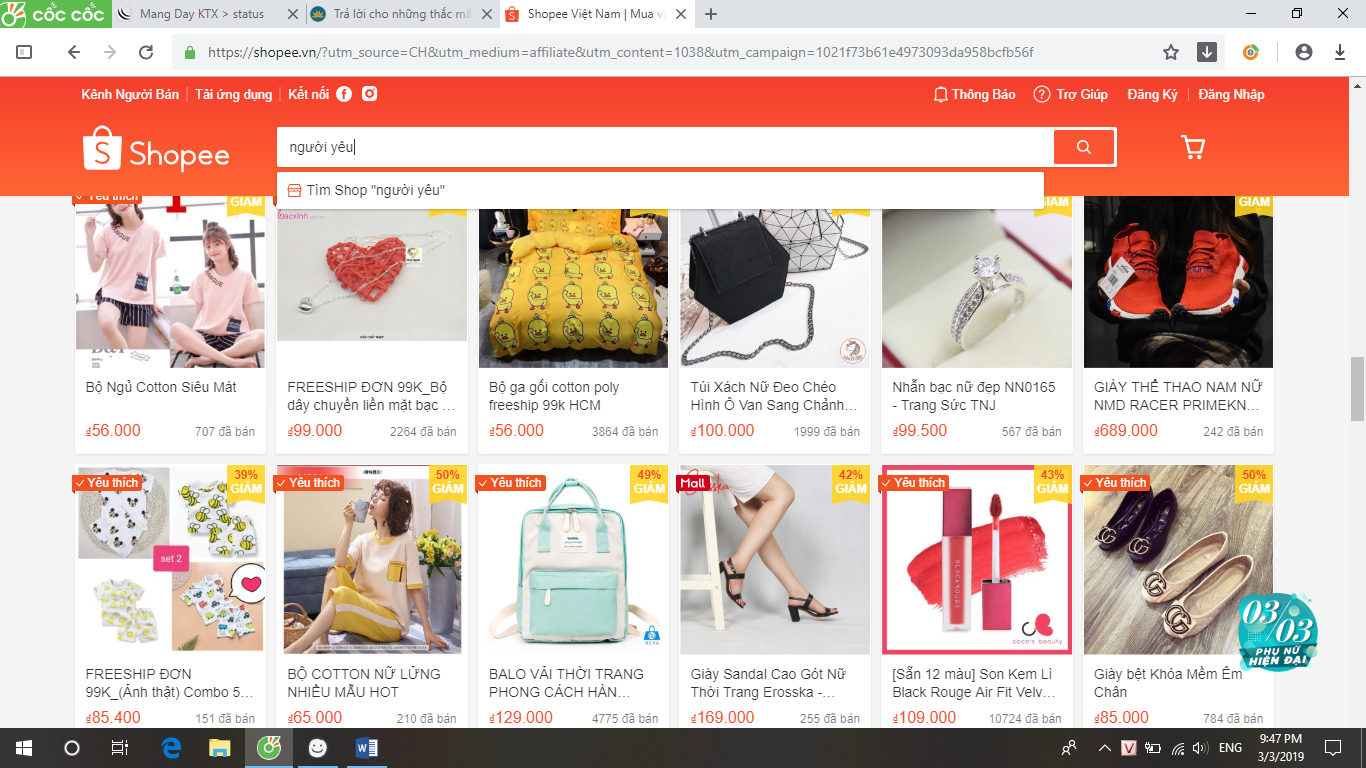 CỐC CỐC
Mang Day KTX > status
Trả lời cho những thắc mắ
Shopee Việt Nam | Mua và
https://shopee.vn/?utm_source=CH&utm_medium=affiliate&utm_content=1038&utm_campaign=1021f73b61e4973093da958bcfb56f
Kênh Người Bán
Tải ứng dụng
Kết nối
Thông Báo
Trợ Giúp
Đăng Ký
Đăng Nhập
Shopee
người yêu
Tìm Shop "người yêu"
Yêu thích
GIẢM
GIẢM
GIẢM
Bộ Ngủ Cotton Siêu Mát
₫56.000
707 đã bán
FREESHIP ĐƠN 99K_Bộ
dây chuyền liền mặt bạc ...
₫99.000
2264 đã bán
Bộ ga gối cotton poly
freeship 99k HCM
₫56.000
3864 đã bán
Túi Xách Nữ Đeo Chéo
Hình Ô Van Sang Chảnh...
₫100.000
1999 đã bán
Nhẫn bạc nữ đẹp NN0165
- Trang Sức TNJ
₫99.500
567 đã bán
GIÀY THỂ THAO NAM NỮ
NMD RACER PRIMEKN...
₫689.000
242 đã bán
Yêu thích
39%
GIẢM
set 2
FREESHIP ĐƠN
99K_(Ảnh thật) Combo 5...
₫85.400
151 đã bán
Yêu thích
50%
GIẢM
BỘ COTTON NỮ LỬNG
NHIỀU MẪU HOT
₫65.000
210 đã bán
Yêu thích
49%
GIẢM
BALO VẢI THỜI TRANG
PHONG CÁCH HÀN...
₫129.000
4775 đã bán
Mall
42%
GIẢM
Giày Sandal Cao Gót Nữ
Thời Trang Erosska -...
₫169.000
255 đã bán
Yêu thích
43%
GIẢM
BLACK ROUGE
coco's beauty
[Sẵn 12 màu] Son Kem Lì
Black Rouge Air Fit Velv...
₫109.000
10724 đã bán
Yêu thích
50%
GIẢM
Giày bệt Khóa Mềm Êm
Chân
₫85.000
784 đã bán
03/03
PHỤ NỮ
HIỆN ĐẠI
ENG
9:47 PM
3/3/2019